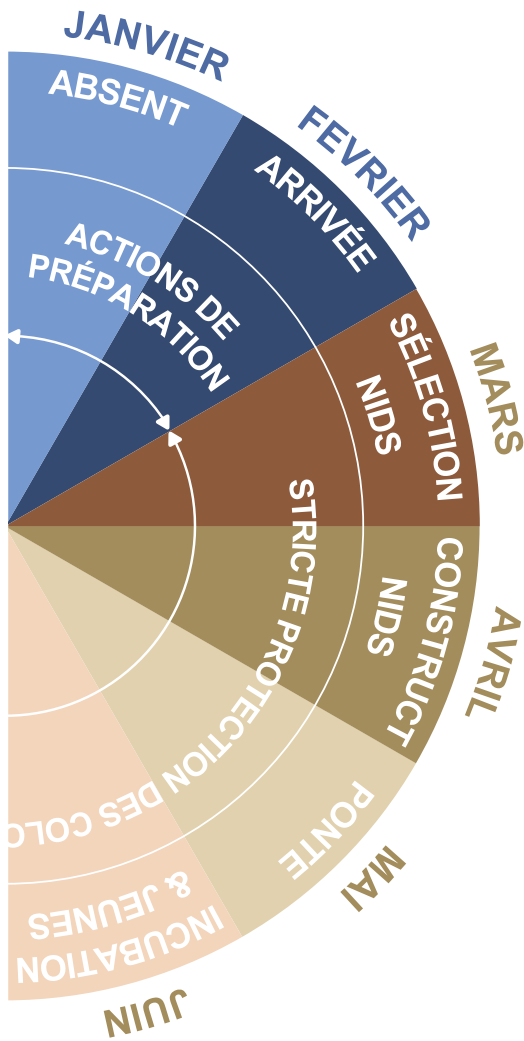 JANVIER
ABSENT
FEVRIER
ARRIVÉE
ACTIONS DE
PRÉPARATION
MARS
SÉLECTION
NIDS
AVRIL
CONSTRUCT
NIDS
STRICTE PROTECTION DES COLO
MAI
PONTE
JUIN
INCUBATION
& JEUNES